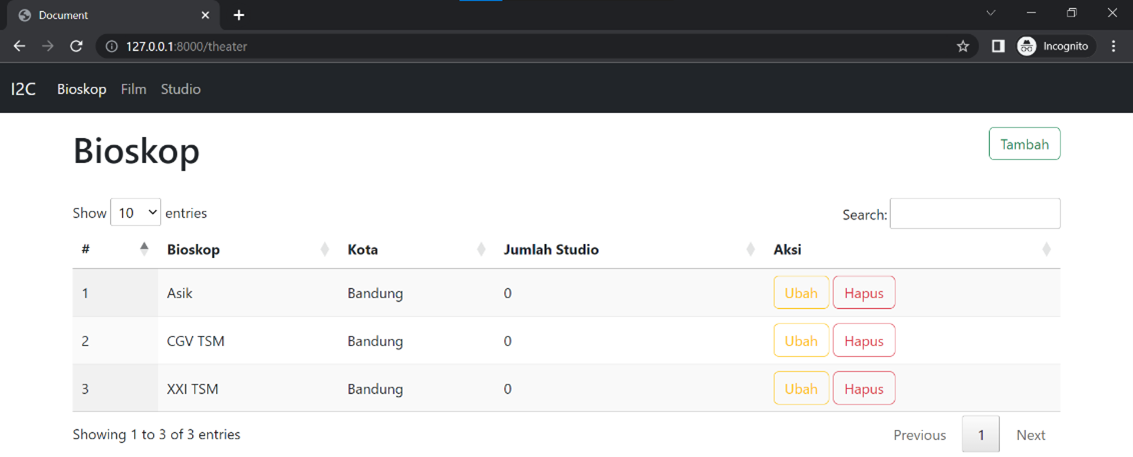 Document
127.0.0.1:8000/theater
Incognito
I2C Bioskop Film Studio
Bioskop
Tambah
Show 10 entries
Search:
# Bioskop Kota Jumlah Studio Aksi
1 Asik Bandung 0 Ubah Hapus
2 CGV TSM Bandung 0 Ubah Hapus
3 XXI TSM Bandung 0 Ubah Hapus
Showing 1 to 3 of 3 entries
Previous 1 Next